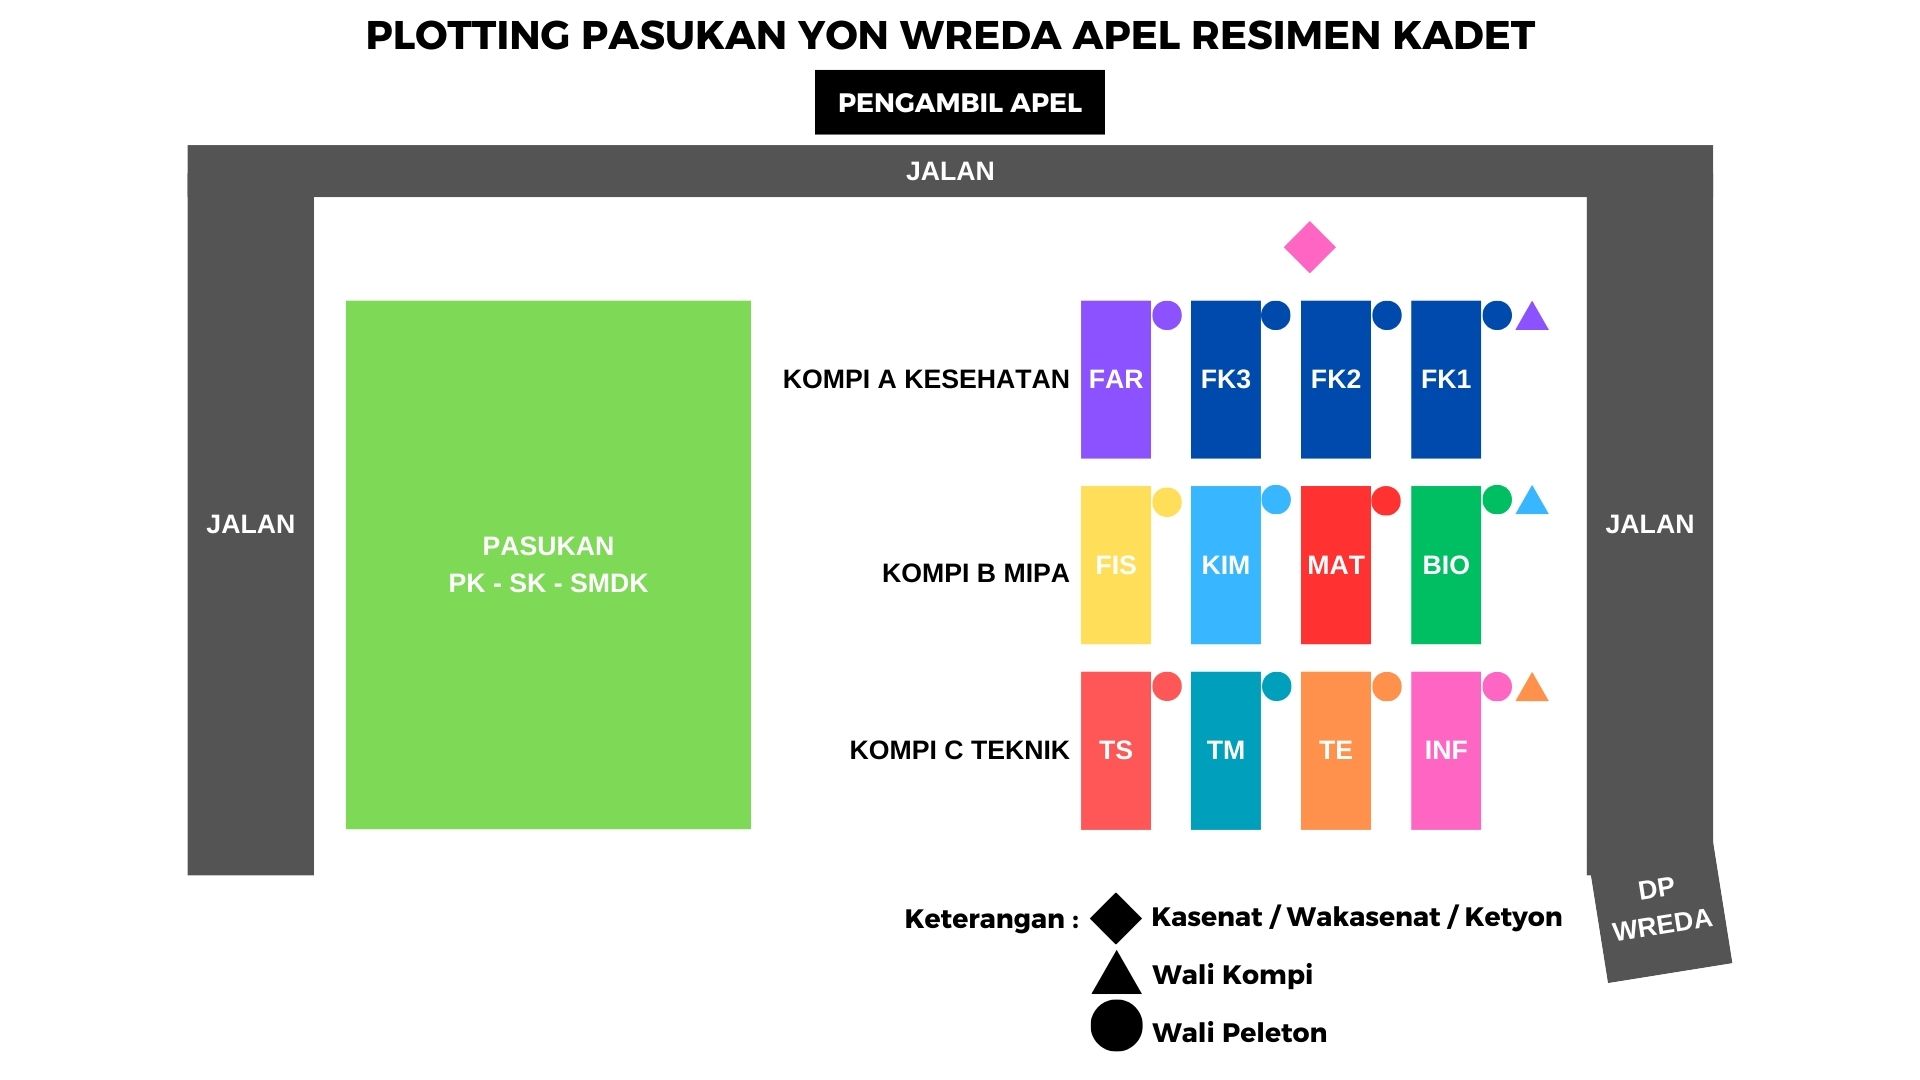 PLOTTING PASUKAN YON WREDA APEL RESIMEN KADET
PENGAMBIL APEL
JALAN
JALAN
JALAN
PASUKAN
PK - SK - SMDK
KOMPI A KESEHATAN
FAR
FK3
FK2
FK1
KOMPI B MIPA
FIS
KIM
MAT
BIO
KOMPI C TEKNIK
TS
TM
TE
INF
DP
WREDA
Keterangan :
Kasenat / Wakasenat / Ketyon
Wali Kompi
Wali Peleton